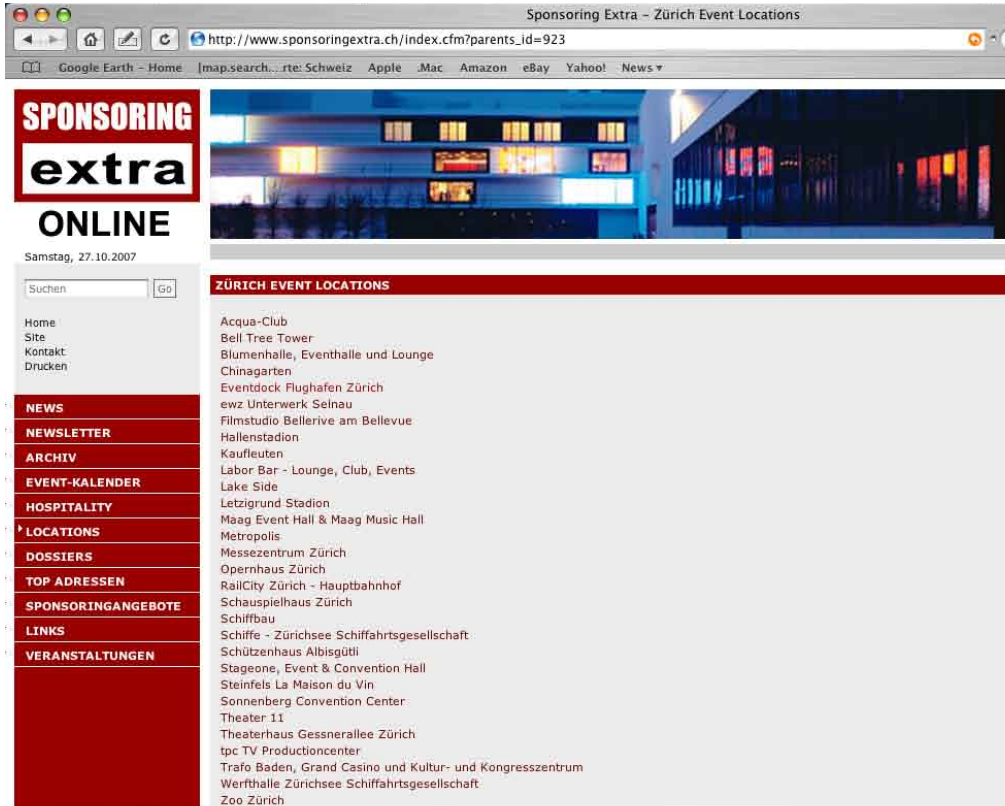 Sponsoring Extra – Zürich Event Locations
http://www.sponsoringextra.ch/index.cfm?parents_id=923
Google Earth – Home [map.search....rte: Schweiz Apple .Mac Amazon eBay Yahoo! News ▾
SPONSORING
extra
ONLINE
Samstag, 27.10.2007
Suchen Go
Home
Site
Kontakt
Drucken
NEWS
NEWSLETTER
ARCHIV
EVENT-KALENDER
HOSPITALITY
LOCATIONS
DOSSIERS
TOP ADRESSEN
SPONSORINGANGEBOTE
LINKS
VERANSTALTUNGEN
ZÜRICH EVENT LOCATIONS
Acqua-Club
Bell Tree Tower
Blumenhalle, Eventhalle und Lounge
Chinagarten
Eventdock Flughafen Zürich
ewz Unterwerk Selnau
Filmstudio Bellerive am Bellevue
Hallenstadion
Kaufleuten
Labor Bar - Lounge, Club, Events
Lake Side
Letzigrund Stadion
Maag Event Hall & Maag Music Hall
Metropolis
Messezentrum Zürich
Opernhaus Zürich
RailCity Zürich - Hauptbahnhof
Schauspielhaus Zürich
Schiffbau
Schiffe - Zürichsee Schiffahrtsgesellschaft
Schützenhaus Albisgütli
Stageone, Event & Convention Hall
Steinfels La Maison du Vin
Sonnenberg Convention Center
Theater 11
Theaterhaus Gessnerallee Zürich
tpc TV Productioncenter
Trafo Baden, Grand Casino und Kultur- und Kongresszentrum
Werfthalle Zürichsee Schiffahrtsgesellschaft
Zoo Zürich